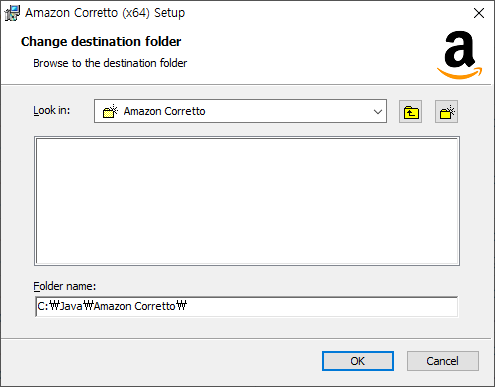 Amazon Corretto (x64) Setup
Change destination folder
Browse to the destination folder
a
Look in:
Amazon Corretto
Folder name:
C:₩Java₩Amazon Corretto₩
OK
Cancel